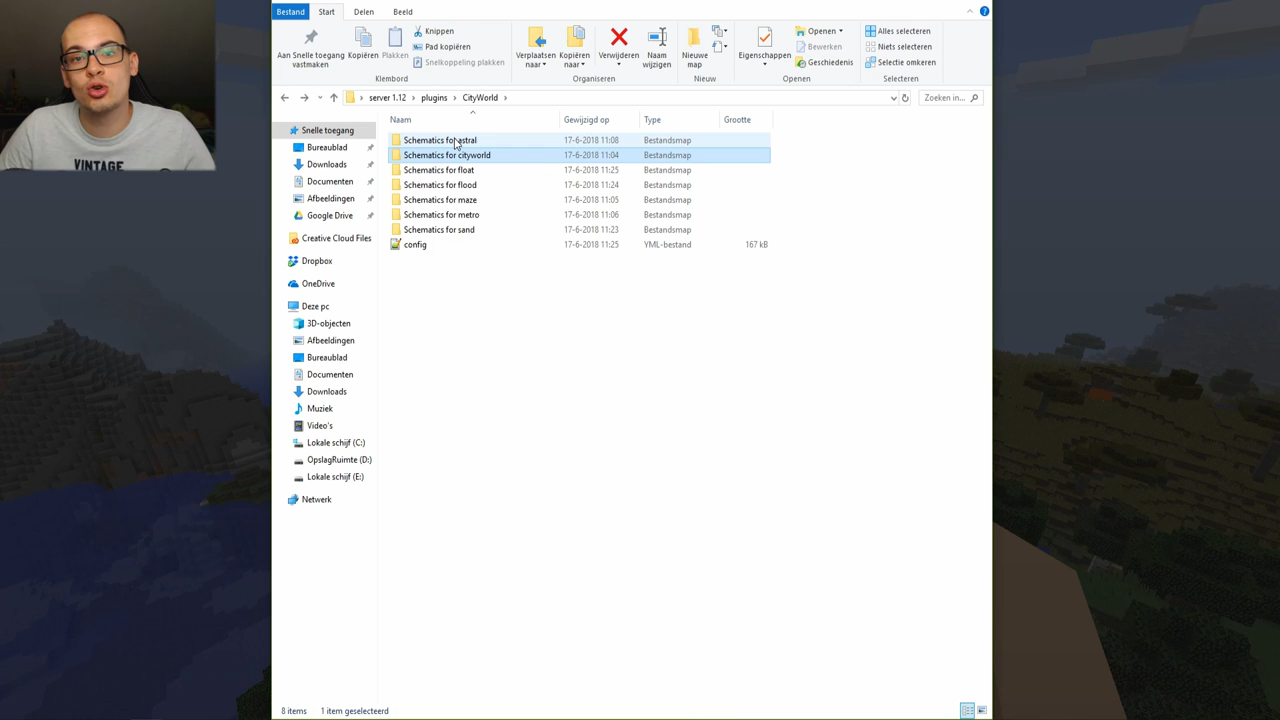 Bestand Start Delen Beeld
Aan Snelle toegang vastmaken
Kopiëren
Plakken
Knippen
Pad kopiëren
Snelkoppeling plakken
Klembord
Verplaatsen naar
Kopiëren naar
Verwijderen
Naam wijzigen
Organiseren
Nieuwe map
Nieuw
Eigenschappen
Openen
Bewerken
Geschiedenis
Openen
Alles selecteren
Niets selecteren
Selectie omkeren
Selecteren
server 1.12 plugins CityWorld
Zoeken in...
Naam Gewijzigd op Type Grootte
Snelle toegang
Bureaublad
Downloads
Documenten
Afbeeldingen
Google Drive
Creative Cloud Files
Dropbox
OneDrive
Deze pc
3D-objecten
Afbeeldingen
Bureaublad
Documenten
Downloads
Muziek
Video's
Lokale schijf (C:)
OpslagRuimte (D:)
Lokale schijf (E:)
Netwerk
Schematics for astral 17-6-2018 11:08 Bestandsmap
Schematics for cityworld 17-6-2018 11:04 Bestandsmap
Schematics for float 17-6-2018 11:25 Bestandsmap
Schematics for flood 17-6-2018 11:24 Bestandsmap
Schematics for maze 17-6-2018 11:05 Bestandsmap
Schematics for metro 17-6-2018 11:06 Bestandsmap
Schematics for sand 17-6-2018 11:23 Bestandsmap
config 17-6-2018 11:25 YML-bestand 167 kB
8 items 1 item geselecteerd
VINTAGE